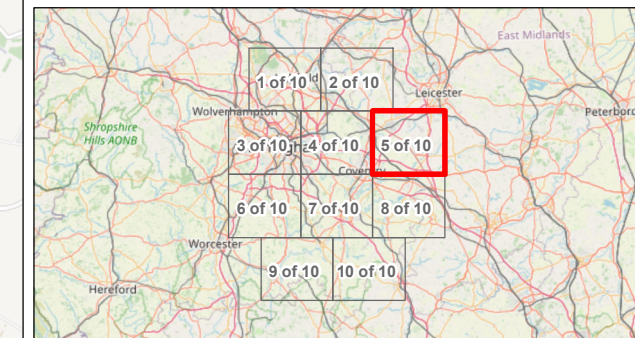 East Midlands
1 of 10
2 of 10
Leicester
Wolverhampton
Peterboro
Shropshire
Hills AONB
3 of 10
4 of 10
5 of 10
Coventry
6 of 10
7 of 10
8 of 10
Worcester
9 of 10
10 of 10
Hereford